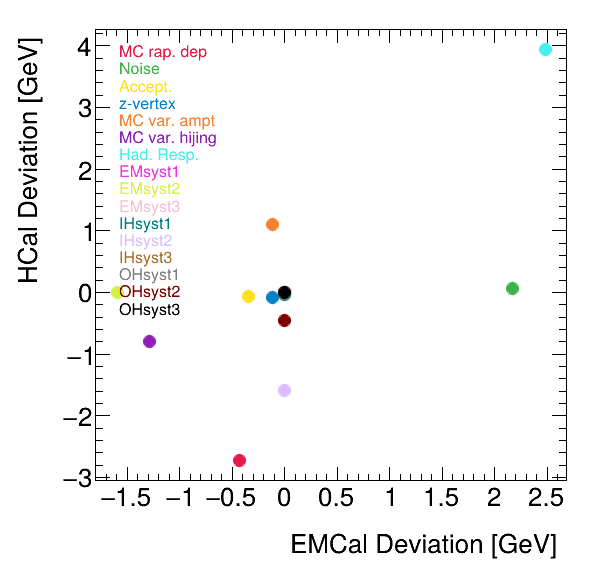 HCal Deviation [GeV]
4
3
2
1
0
−1
−2
−3
MC rap. dep
Noise
Accept.
z-vertex
MC var. ampt
MC var. hijing
Had. Resp.
EMsyst1
EMsyst2
EMsyst3
IHsyst1
IHsyst2
IHsyst3
OHsyst1
OHsyst2
OHsyst3
−1.5 −1 −0.5 0 0.5 1 1.5 2 2.5
EMCal Deviation [GeV]